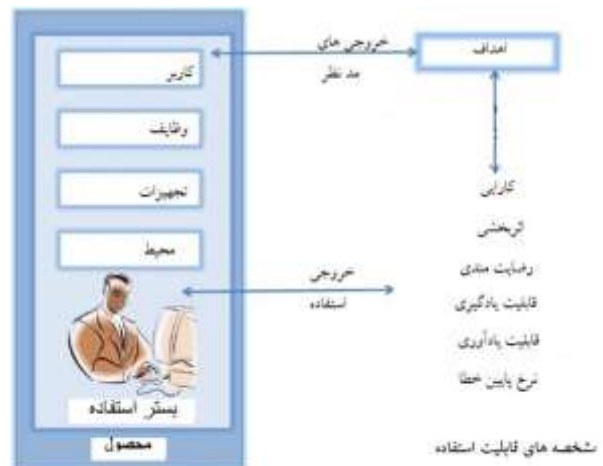 خروجی های
مد نظر
اهداف
کاربر
وظایف
تجهیزات
محیط
کارایی
اثربخشی
رضایت مندی
قابلیت یادگیری
قابلیت یادآوری
نرخ پایین خطا
خروجی
استفاده
بستر استفاده
محصول
مشخصه های قابلیت استفاده